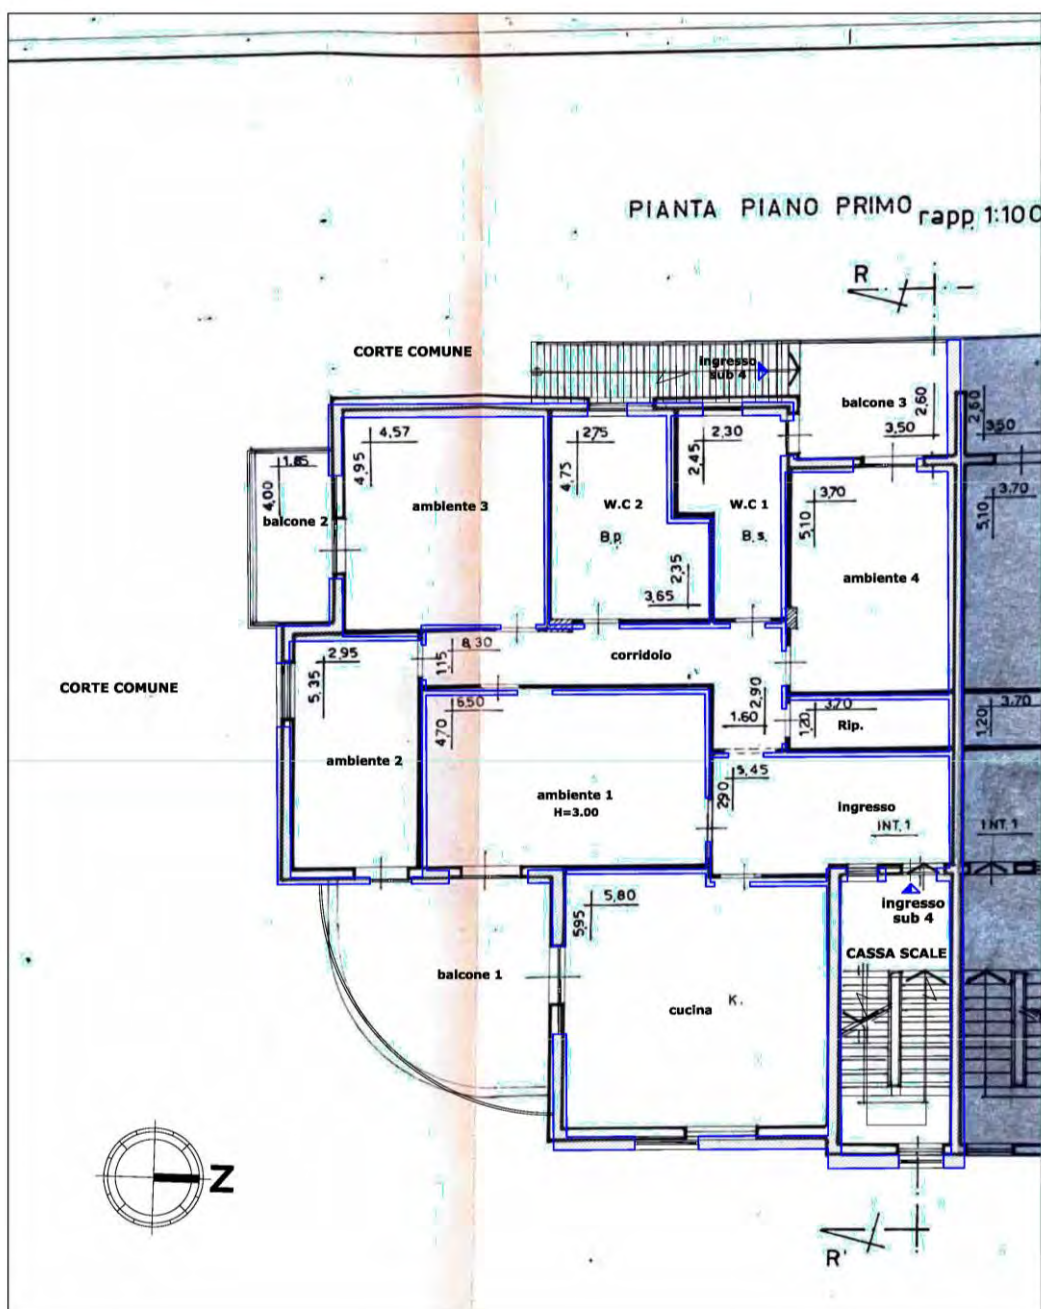 PIANTA PIANO PRIMO rapp. 1:100
R
CORTE COMUNE
ingresso
sub 4
balcone 3
2,60
3,50
2,60
3,50
1.65
4,00
balcone 2
4,57
4,95
ambiente 3
2,75
4,75
W.C 2
B.p.
2,35
3,65
2,30
2,45
W.C 1
B.s.
3,70
5,10
ambiente 4
3.70
5,10
CORTE COMUNE
2,95
5,35
ambiente 2
8,30
1,15
corridoio
6,50
4,70
ambiente 1
H=3.00
2,90
1.60
3,70
1,20
Rip.
3.70
1,20
5,45
2,90
ingresso
INT. 1
INT. 1
ingresso
sub 4
CASSA SCALE
5,80
5,95
balcone 1
cucina
K.
Z
R'